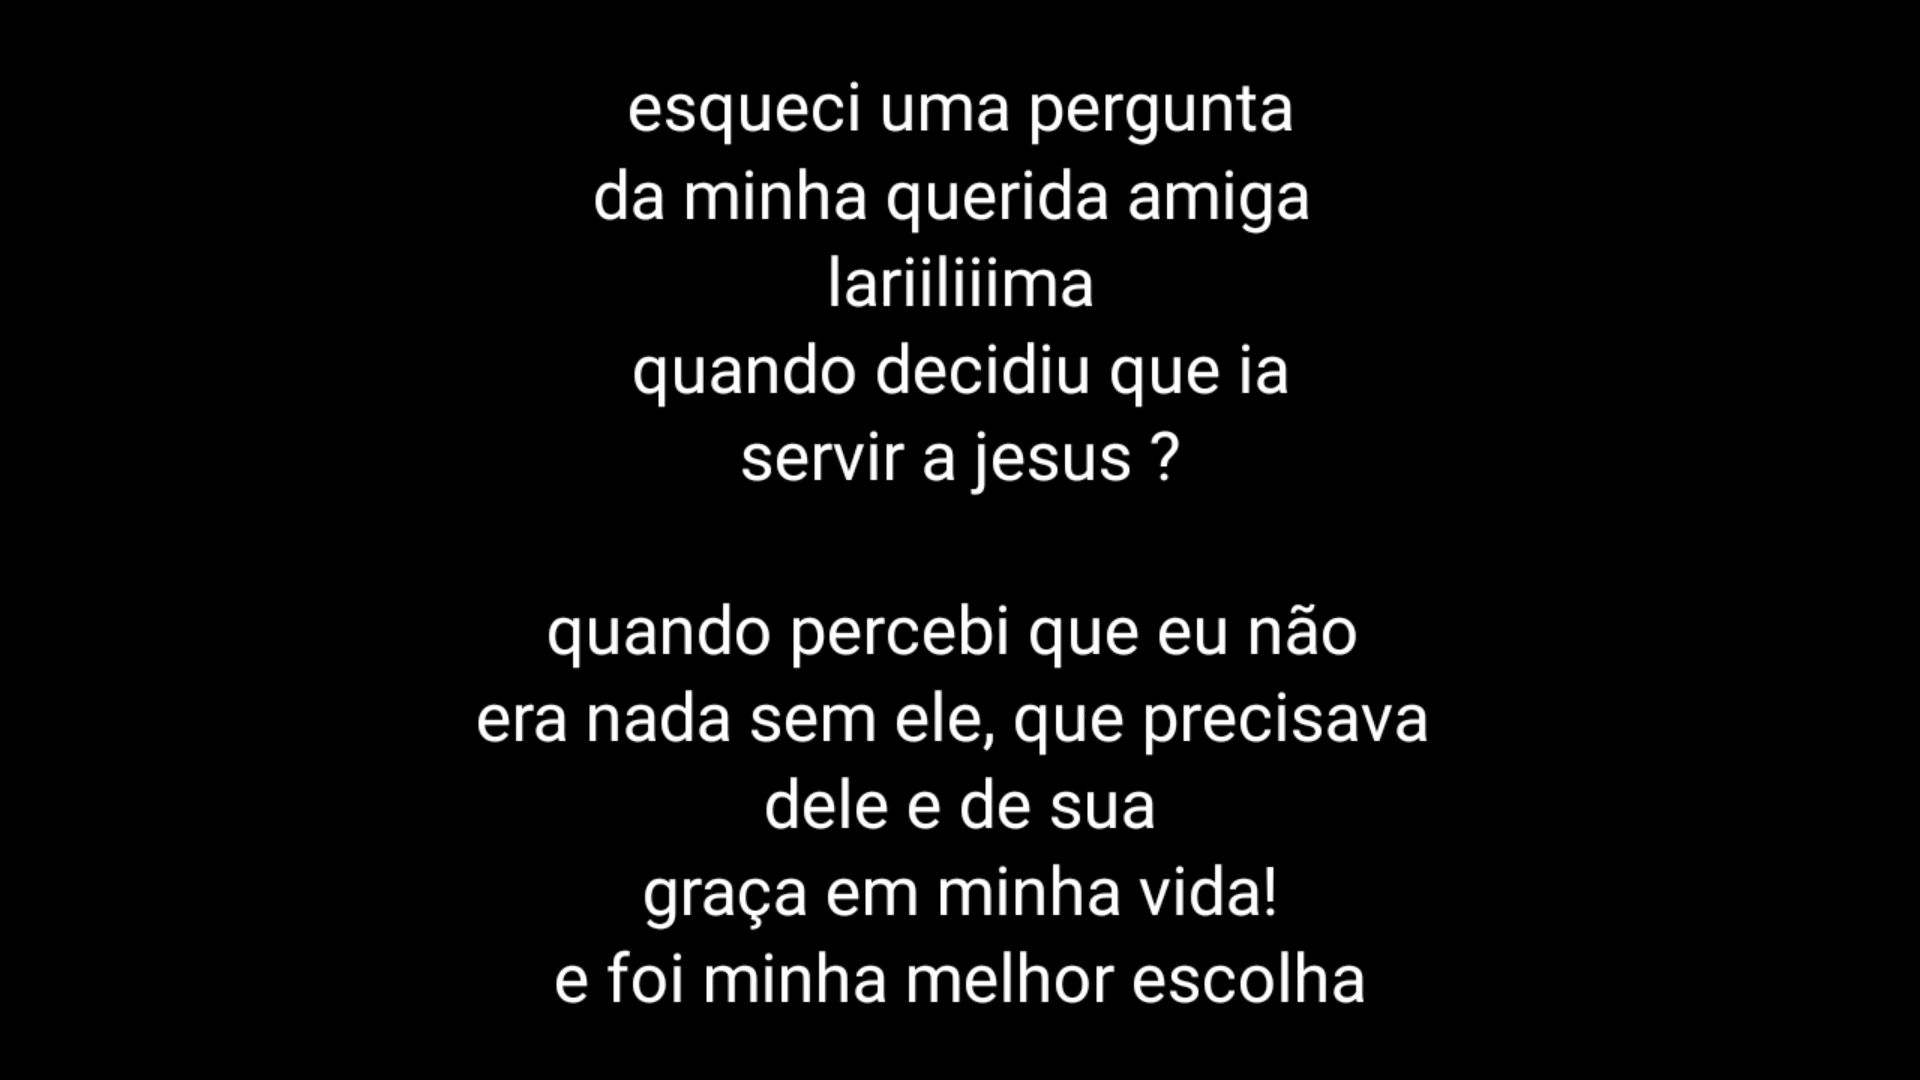 esqueci uma pergunta
da minha querida amiga
lariiliiima
quando decidiu que ia
servir a jesus ?
quando percebi que eu não
era nada sem ele, que precisava
dele e de sua
graça em minha vida!
e foi minha melhor escolha